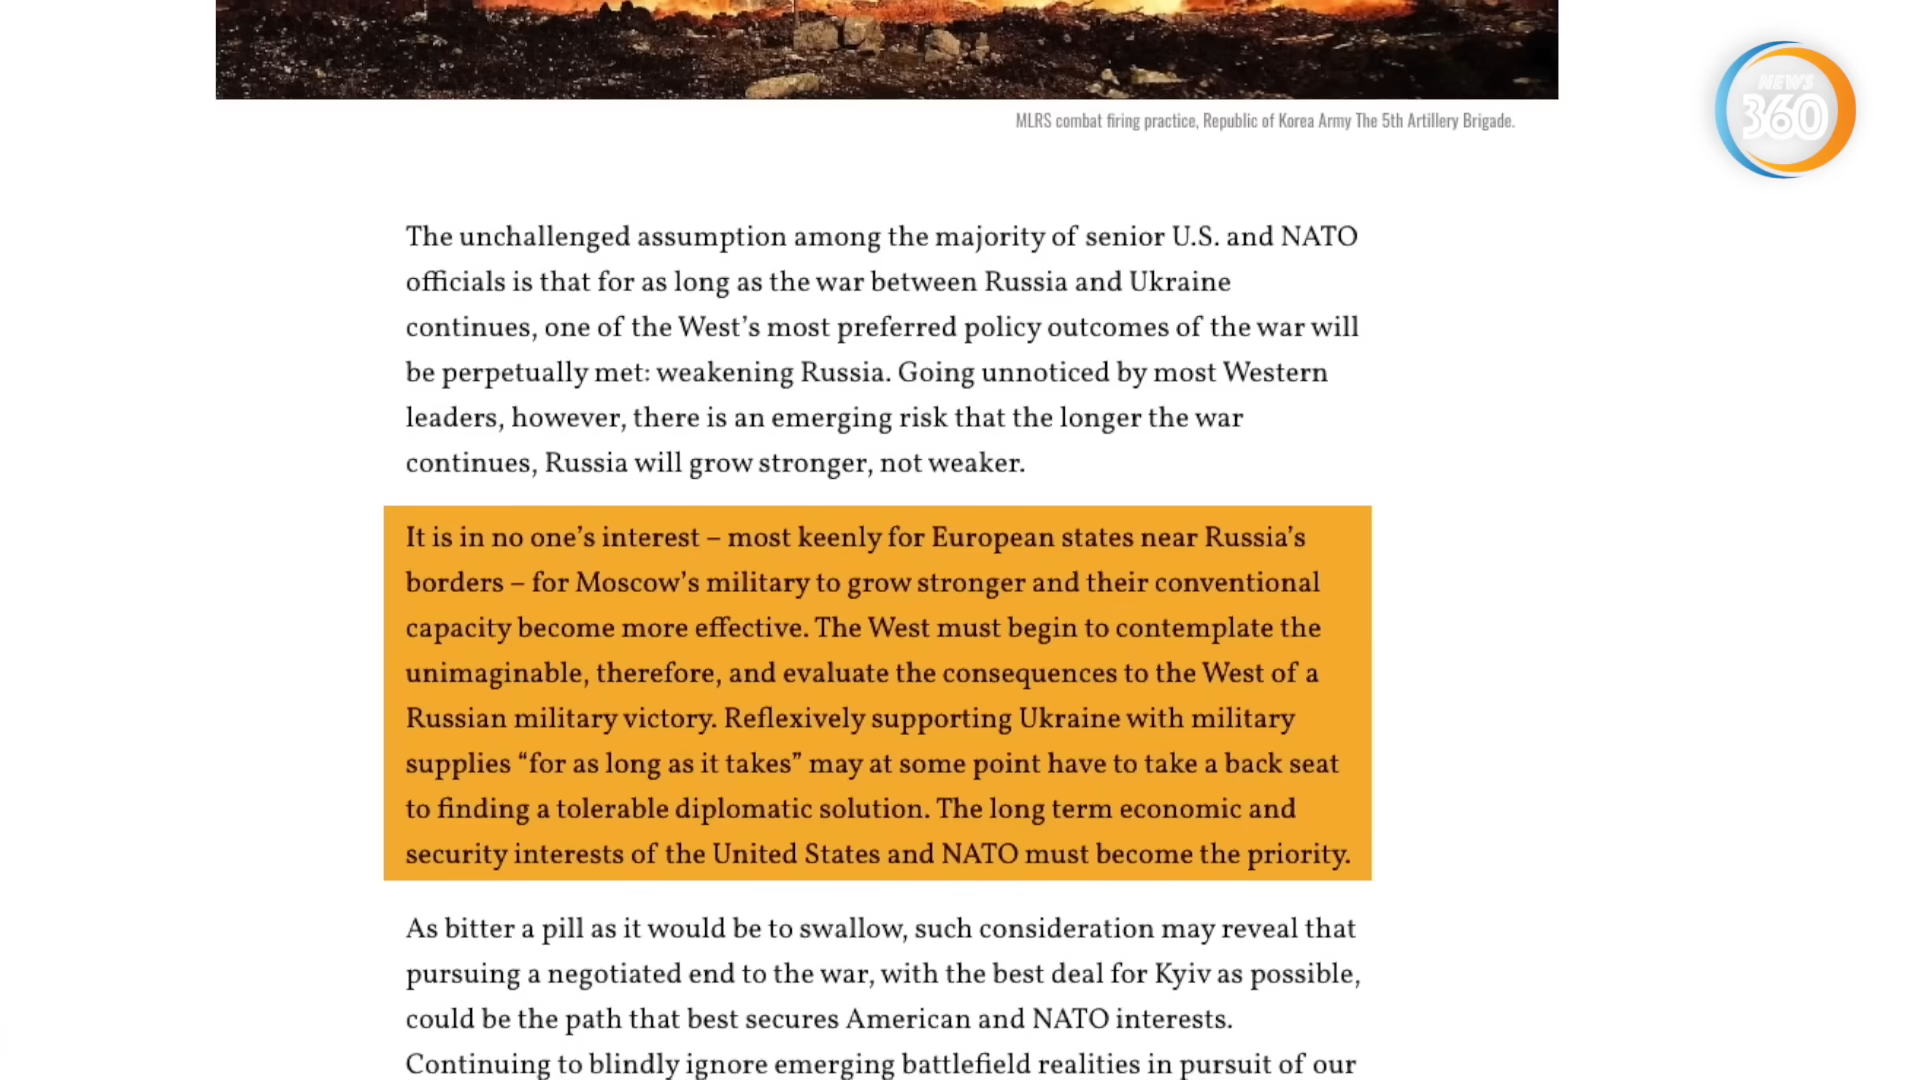 NEWS
360
MLRS combat firing practice, Republic of Korea Army The 5th Artillery Brigade.
The unchallenged assumption among the majority of senior U.S. and NATO
officials is that for as long as the war between Russia and Ukraine
continues, one of the West’s most preferred policy outcomes of the war will
be perpetually met: weakening Russia. Going unnoticed by most Western
leaders, however, there is an emerging risk that the longer the war
continues, Russia will grow stronger, not weaker.
It is in no one’s interest – most keenly for European states near Russia’s
borders – for Moscow’s military to grow stronger and their conventional
capacity become more effective. The West must begin to contemplate the
unimaginable, therefore, and evaluate the consequences to the West of a
Russian military victory. Reflexively supporting Ukraine with military
supplies “for as long as it takes” may at some point have to take a back seat
to finding a tolerable diplomatic solution. The long term economic and
security interests of the United States and NATO must become the priority.
As bitter a pill as it would be to swallow, such consideration may reveal that
pursuing a negotiated end to the war, with the best deal for Kyiv as possible,
could be the path that best secures American and NATO interests.
Continuing to blindly ignore emerging battlefield realities in pursuit of our